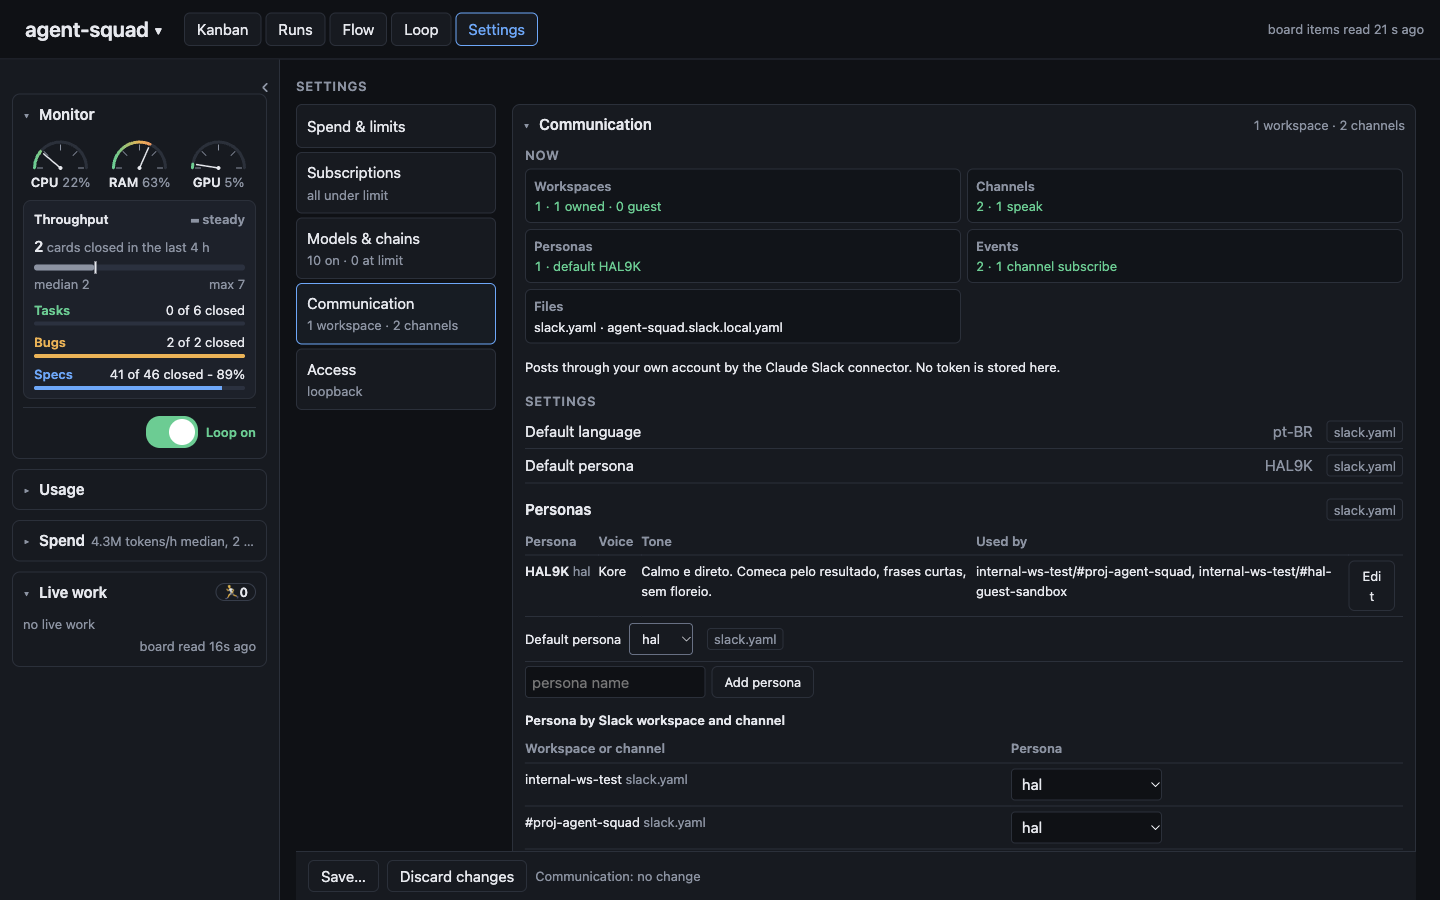 agent-squad ▾
Kanban
Runs
Flow
Loop
Settings
board items read 21 s ago
Monitor
CPU 22%
RAM 63%
GPU 5%
Throughput
steady
2 cards closed in the last 4 h
median 2
max 7
Tasks
0 of 6 closed
Bugs
2 of 2 closed
Specs
41 of 46 closed - 89%
Loop on
Usage
Spend 4.3M tokens/h median, 2 ...
Live work
0
no live work
board read 16s ago
SETTINGS
Spend & limits
Subscriptions
all under limit
Models & chains
10 on · 0 at limit
Communication
1 workspace · 2 channels
Access
loopback
Communication
1 workspace · 2 channels
NOW
Workspaces
1 · 1 owned · 0 guest
Channels
2 · 1 speak
Personas
1 · default HAL9K
Events
2 · 1 channel subscribe
Files
slack.yaml · agent-squad.slack.local.yaml
Posts through your own account by the Claude Slack connector. No token is stored here.
SETTINGS
Default language
pt-BR
slack.yaml
Default persona
HAL9K
slack.yaml
Personas
slack.yaml
Persona
Voice
Tone
Used by
HAL9K hal
Kore
Calmo e direto. Comeca pelo resultado, frases curtas,
sem floreio.
internal-ws-test/#proj-agent-squad, internal-ws-test/#hal-
guest-sandbox
Edi
t
Default persona
hal
slack.yaml
persona name
Add persona
Persona by Slack workspace and channel
Workspace or channel
Persona
internal-ws-test slack.yaml
hal
#proj-agent-squad slack.yaml
hal
Save...
Discard changes
Communication: no change